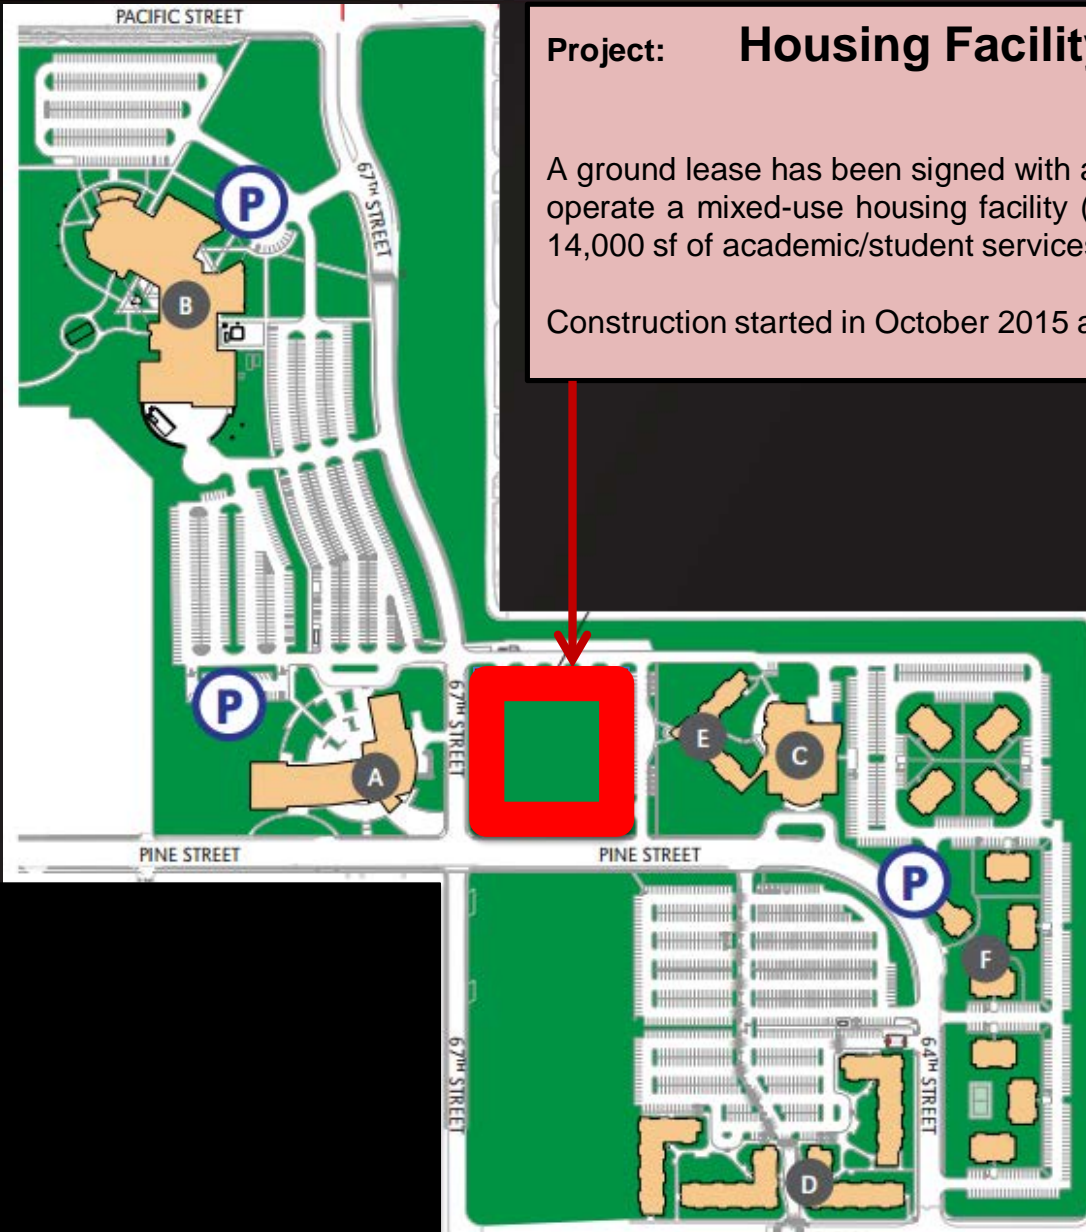 PACIFIC STREET
Project: Housing Facility
A ground lease has been signed with a
operate a mixed-use housing facility (
14,000 sf of academic/student services
Construction started in October 2015 a
67TH STREET
P
B
P
67TH STREET
A
E
C
PINE STREET
PINE STREET
P
F
67TH STREET
64TH STREET
D